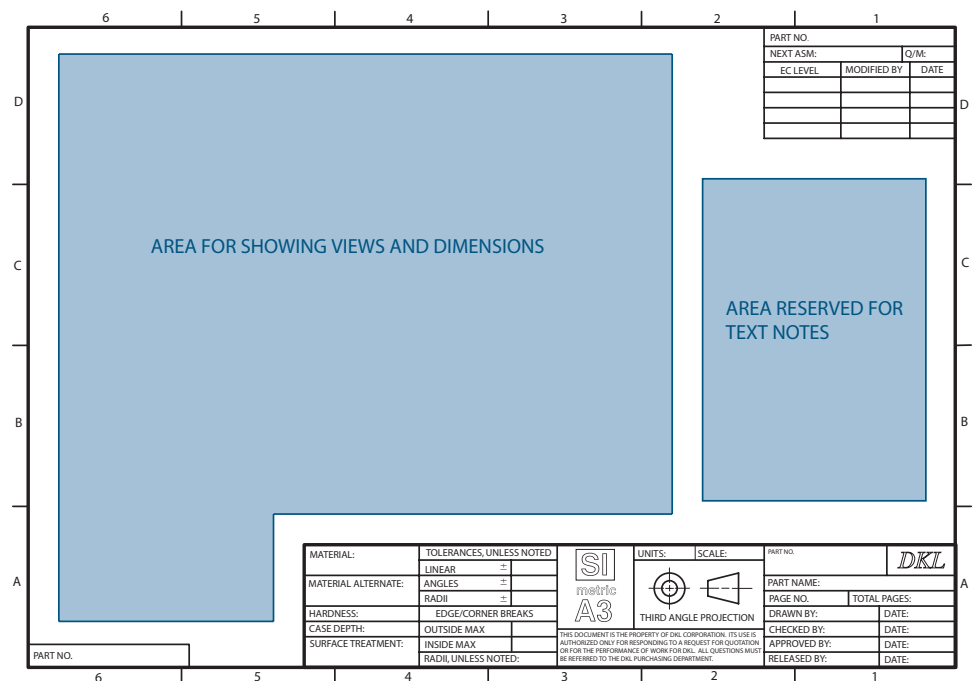 6 5 4 3 2 1
PART NO.
NEXT ASM: Q/M:
EC LEVEL MODIFIED BY DATE
D D
C C
AREA FOR SHOWING VIEWS AND DIMENSIONS
AREA RESERVED FOR
TEXT NOTES
B B
A A
MATERIAL:
MATERIAL ALTERNATE:
HARDNESS:
CASE DEPTH:
SURFACE TREATMENT:
TOLERANCES, UNLESS NOTED
LINEAR ±
ANGLES ±
RADII ±
EDGE/CORNER BREAKS
OUTSIDE MAX
INSIDE MAX
RADII, UNLESS NOTED:
SI
metric
A3
UNITS: SCALE:
THIRD ANGLE PROJECTION
THIS DOCUMENT IS THE PROPERTY OF DKL CORPORATION. ITS USE IS
AUTHORIZED ONLY FOR RESPONDING TO A REQUEST FOR QUOTATION
OR FOR THE PERFORMANCE OF WORK FOR DKL. ALL QUESTIONS MUST
BE REFERRED TO THE DKL PURCHASING DEPARTMENT.
PART NO. DKL
PART NAME:
PAGE NO. TOTAL PAGES:
DRAWN BY: DATE:
CHECKED BY: DATE:
APPROVED BY: DATE:
RELEASED BY: DATE:
PART NO.
6 5 4 3 2 1